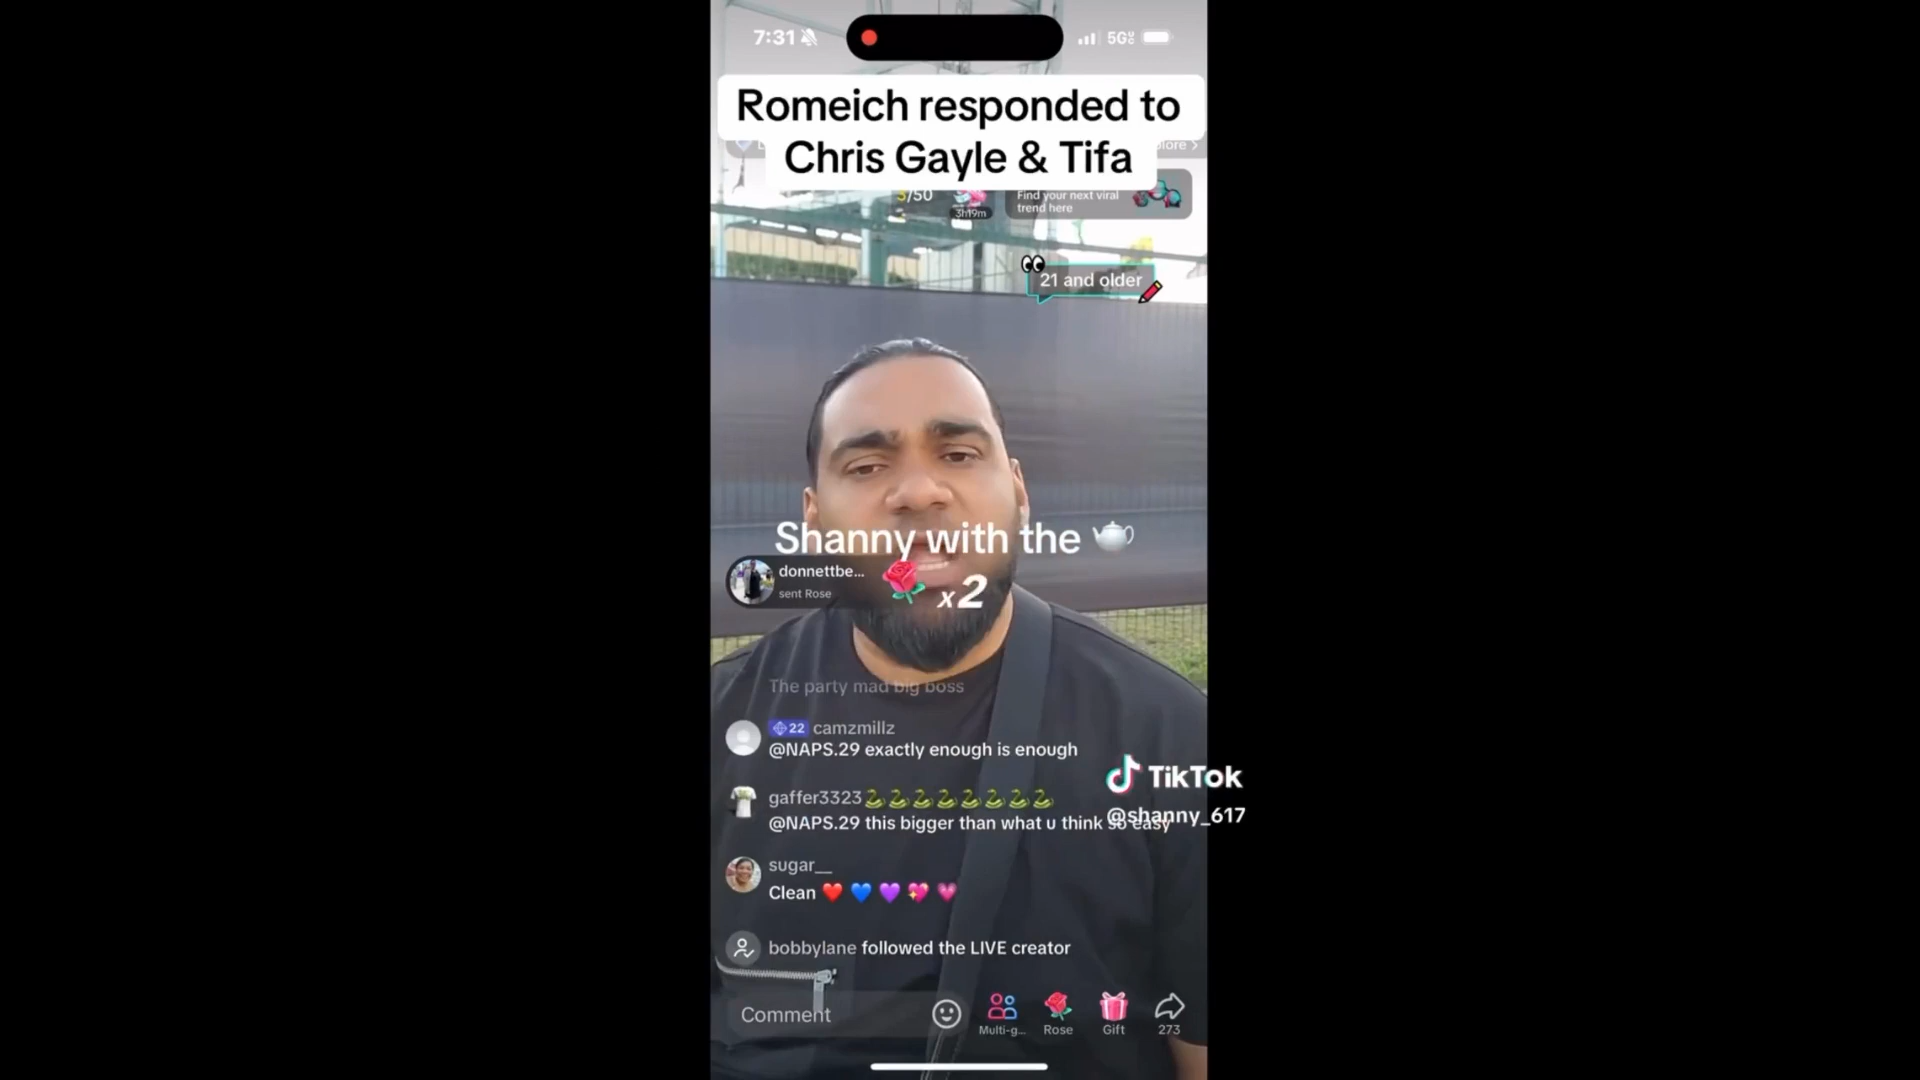 7:31
5G
Romeich responded to
Chris Gayle & Tifa
lore >
3/50
3h19m
Find your next viral
trend here
21 and older
Shanny with the
donnettbe...
sent Rose
x2
The party mad big boss
22 camzmillz
@NAPS.29 exactly enough is enough
gaffer3323
@NAPS.29 this bigger than what u think so easy
TikTok
@shanny_617
sugar__
Clean
bobbylane followed the LIVE creator
Comment
Multi-g...
Rose
Gift
273